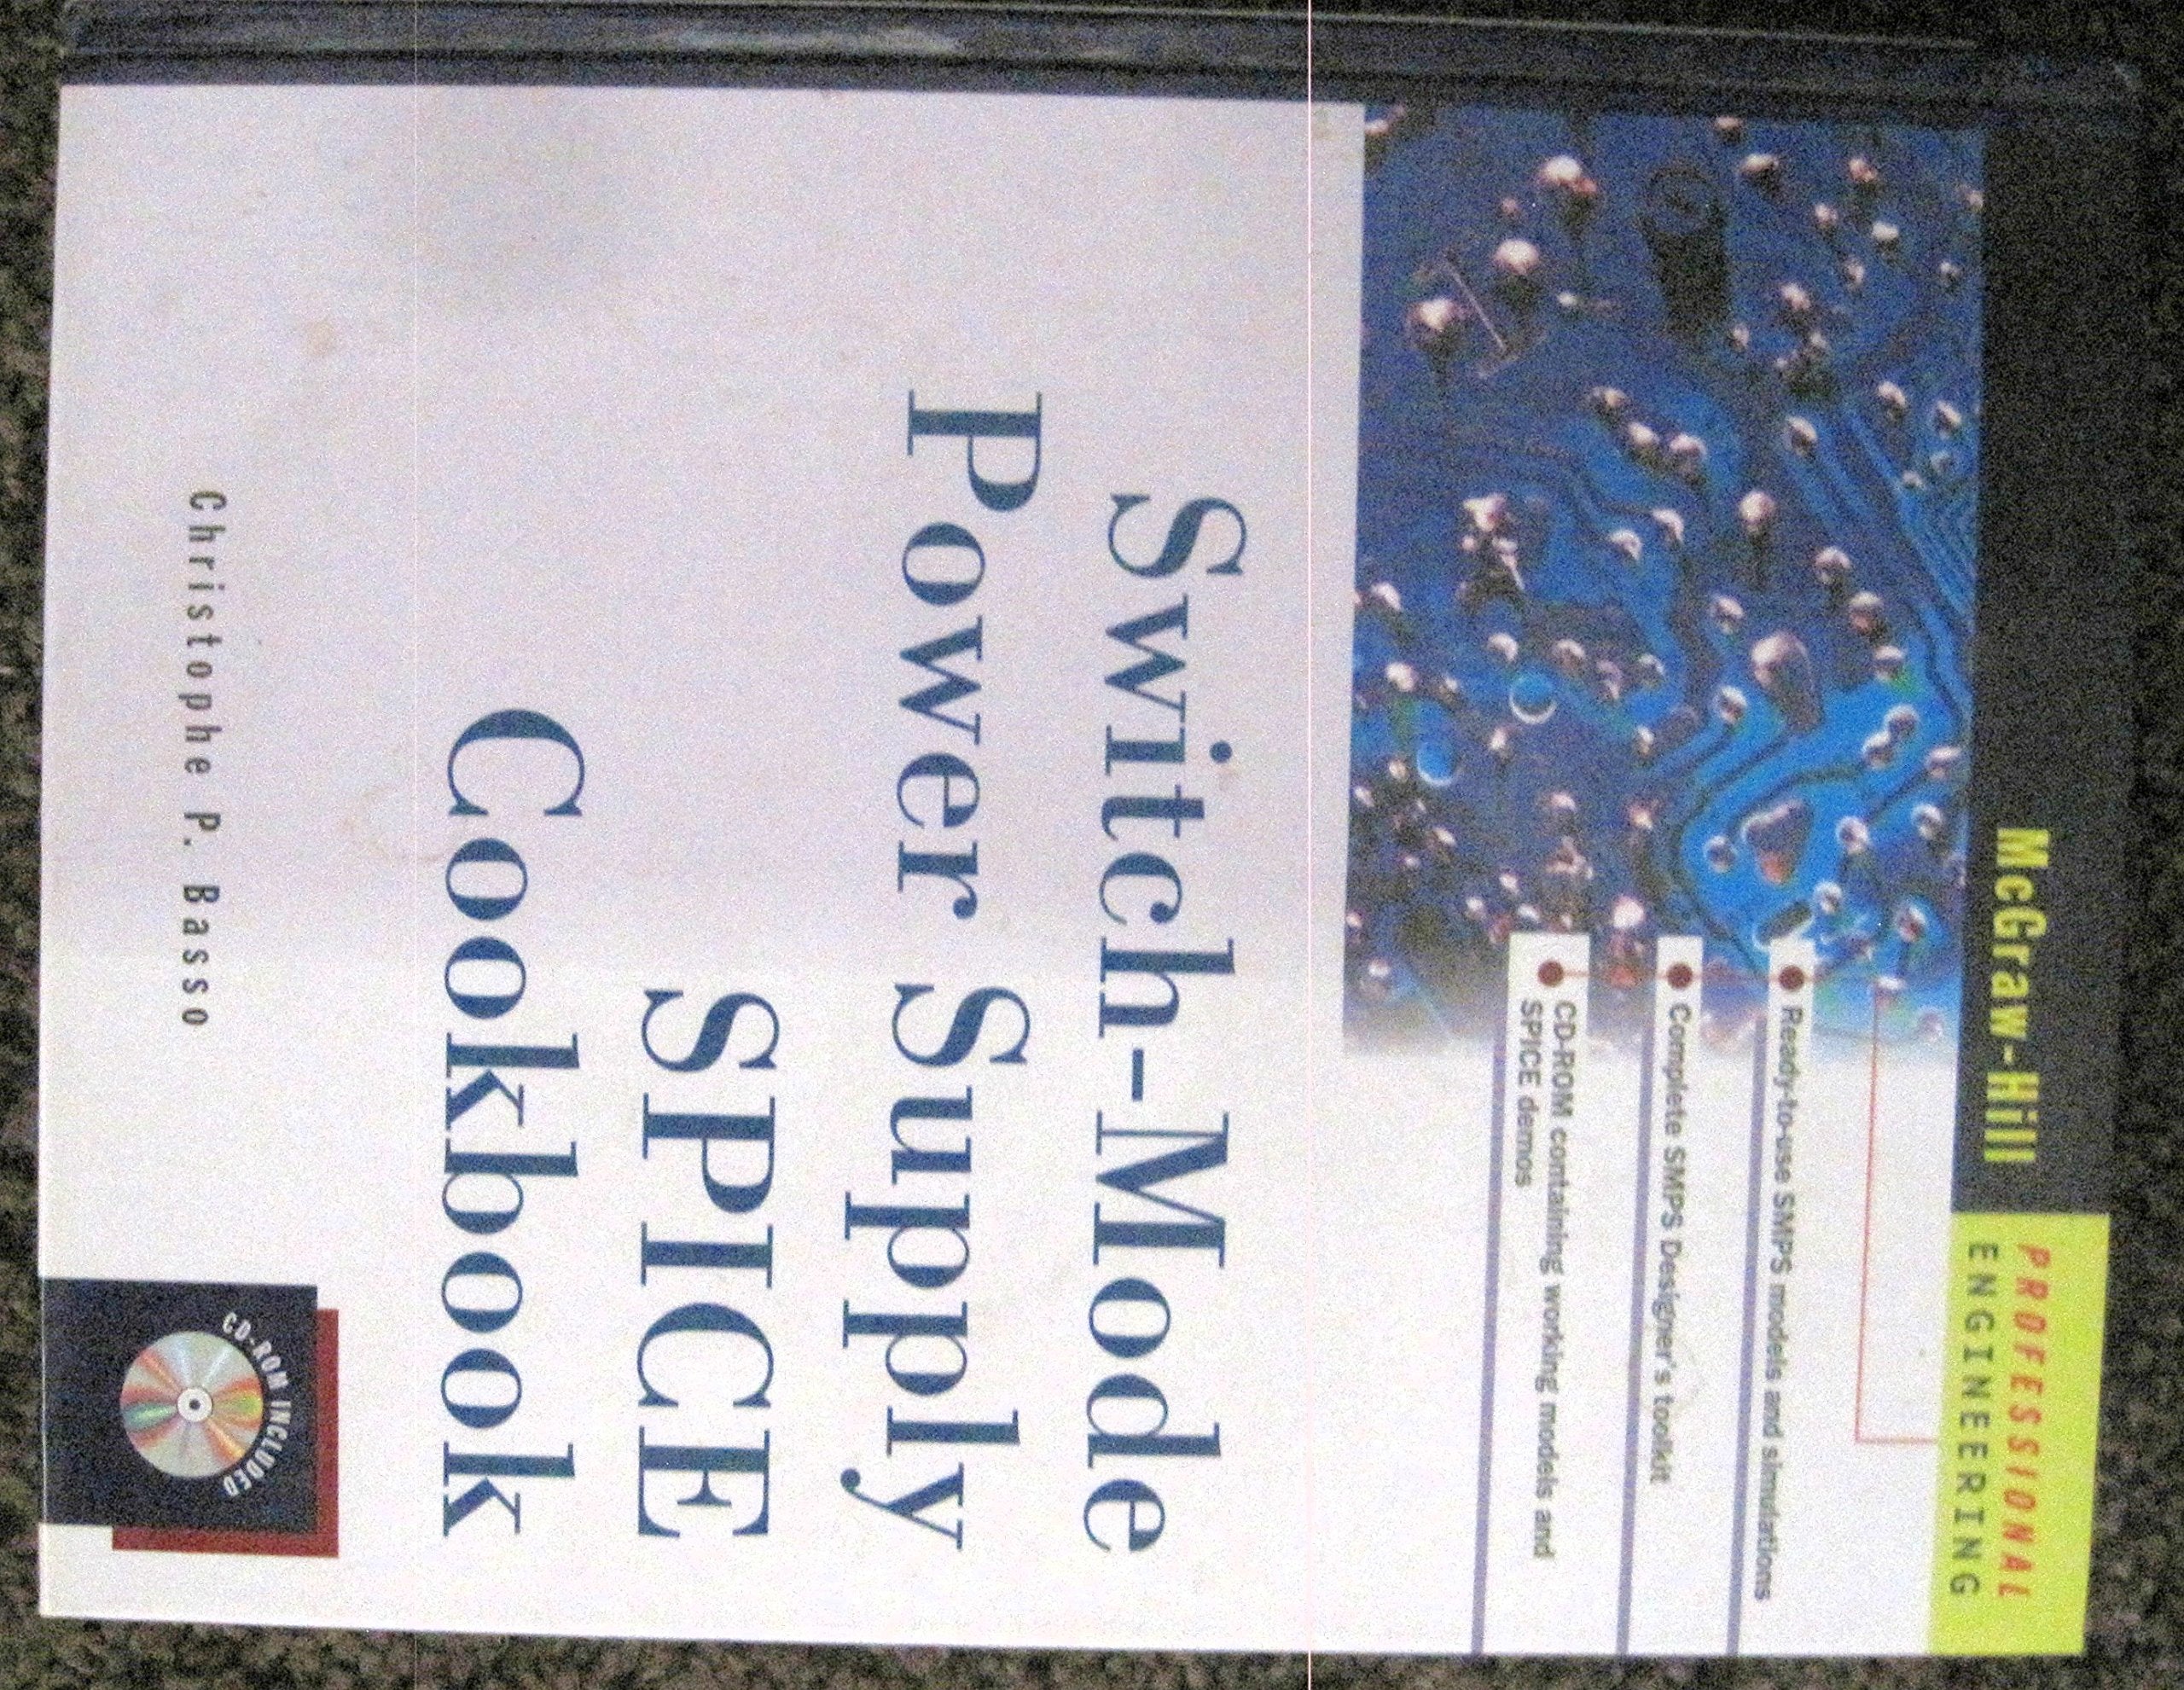 McGraw-Hill
PROFESSIONAL
ENGINEERING
Ready-to-use SMPS models and simulations
Complete SMPS Designer's toolkit
CD-ROM containing working models and
SPICE demos
Switch-Mode
Power Supply
SPICE
Cookbook
Christophe P. Basso
CD-ROM INCLUDED